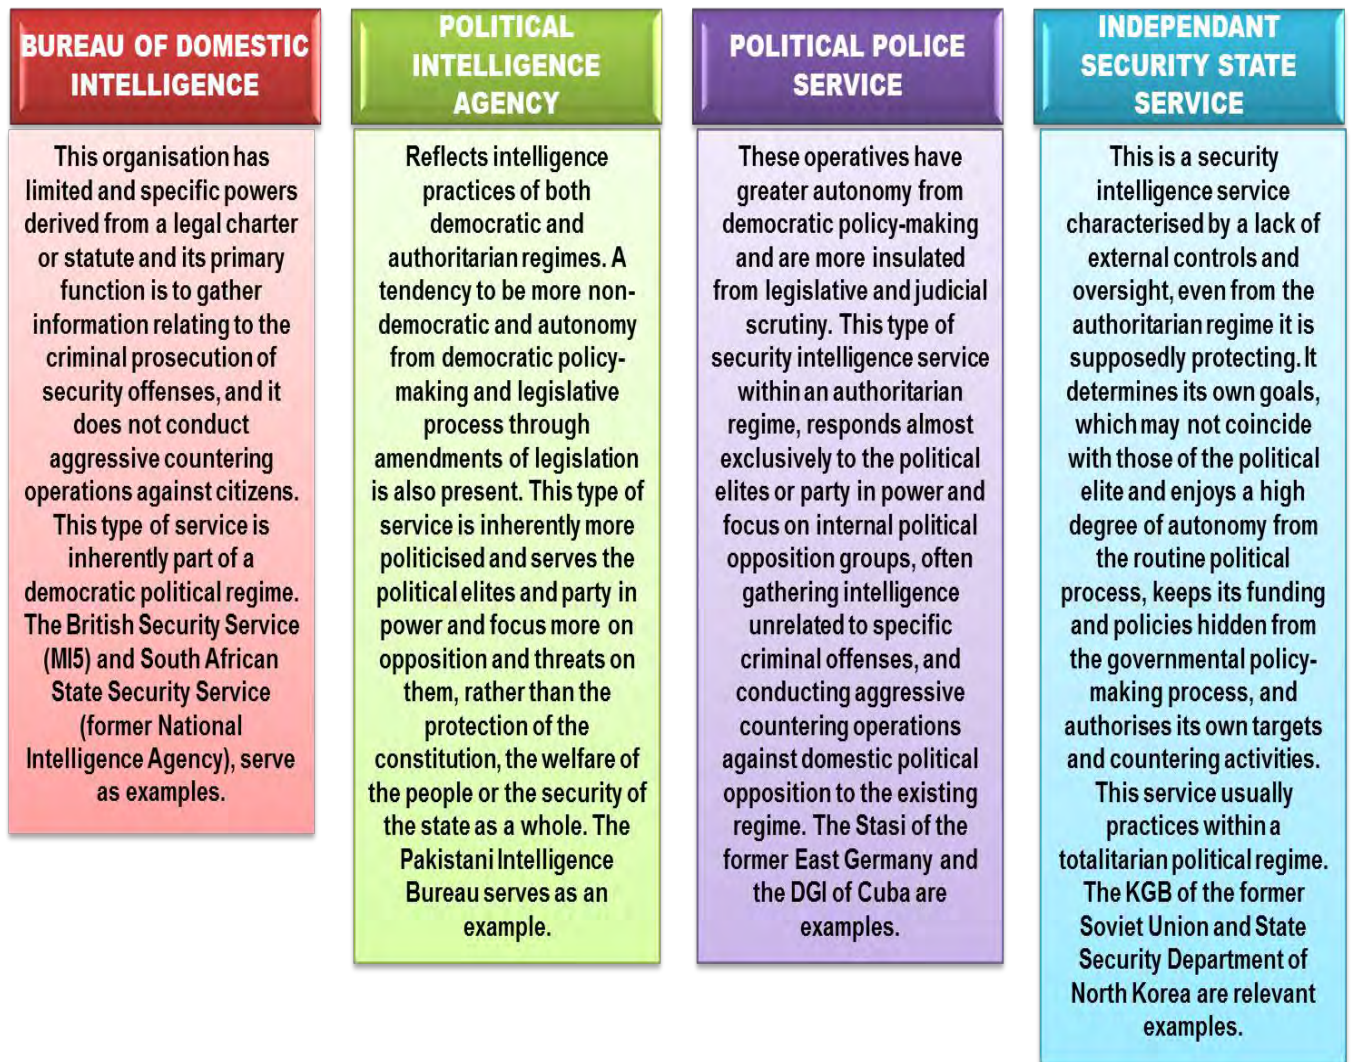 BUREAU OF DOMESTIC
INTELLIGENCE
This organisation has
limited and specific powers
derived from a legal charter
or statute and its primary
function is to gather
information relating to the
criminal prosecution of
security offenses, and it
does not conduct
aggressive countering
operations against citizens.
This type of service is
inherently part of a
democratic political regime.
The British Security Service
(MI5) and South African
State Security Service
(former National
Intelligence Agency), serve
as examples.
POLITICAL
INTELLIGENCE
AGENCY
Reflects intelligence
practices of both
democratic and
authoritarian regimes. A
tendency to be more non-
democratic and autonomy
from democratic policy-
making and legislative
process through
amendments of legislation
is also present. This type of
service is inherently more
politicised and serves the
political elites and party in
power and focus more on
opposition and threats on
them, rather than the
protection of the
constitution, the welfare of
the people or the security of
the state as a whole. The
Pakistani Intelligence
Bureau serves as an
example.
POLITICAL POLICE
SERVICE
These operatives have
greater autonomy from
democratic policy-making
and are more insulated
from legislative and judicial
scrutiny. This type of
security intelligence service
within an authoritarian
regime, responds almost
exclusively to the political
elites or party in power and
focus on internal political
opposition groups, often
gathering intelligence
unrelated to specific
criminal offenses, and
conducting aggressive
countering operations
against domestic political
opposition to the existing
regime. The Stasi of the
former East Germany and
the DGI of Cuba are
examples.
INDEPENDANT
SECURITY STATE
SERVICE
This is a security
intelligence service
characterised by a lack of
external controls and
oversight, even from the
authoritarian regime it is
supposedly protecting. It
determines its own goals,
which may not coincide
with those of the political
elite and enjoys a high
degree of autonomy from
the routine political
process, keeps its funding
and policies hidden from
the governmental policy-
making process, and
authorises its own targets
and countering activities.
This service usually
practices within a
totalitarian political regime.
The KGB of the former
Soviet Union and State
Security Department of
North Korea are relevant
examples.